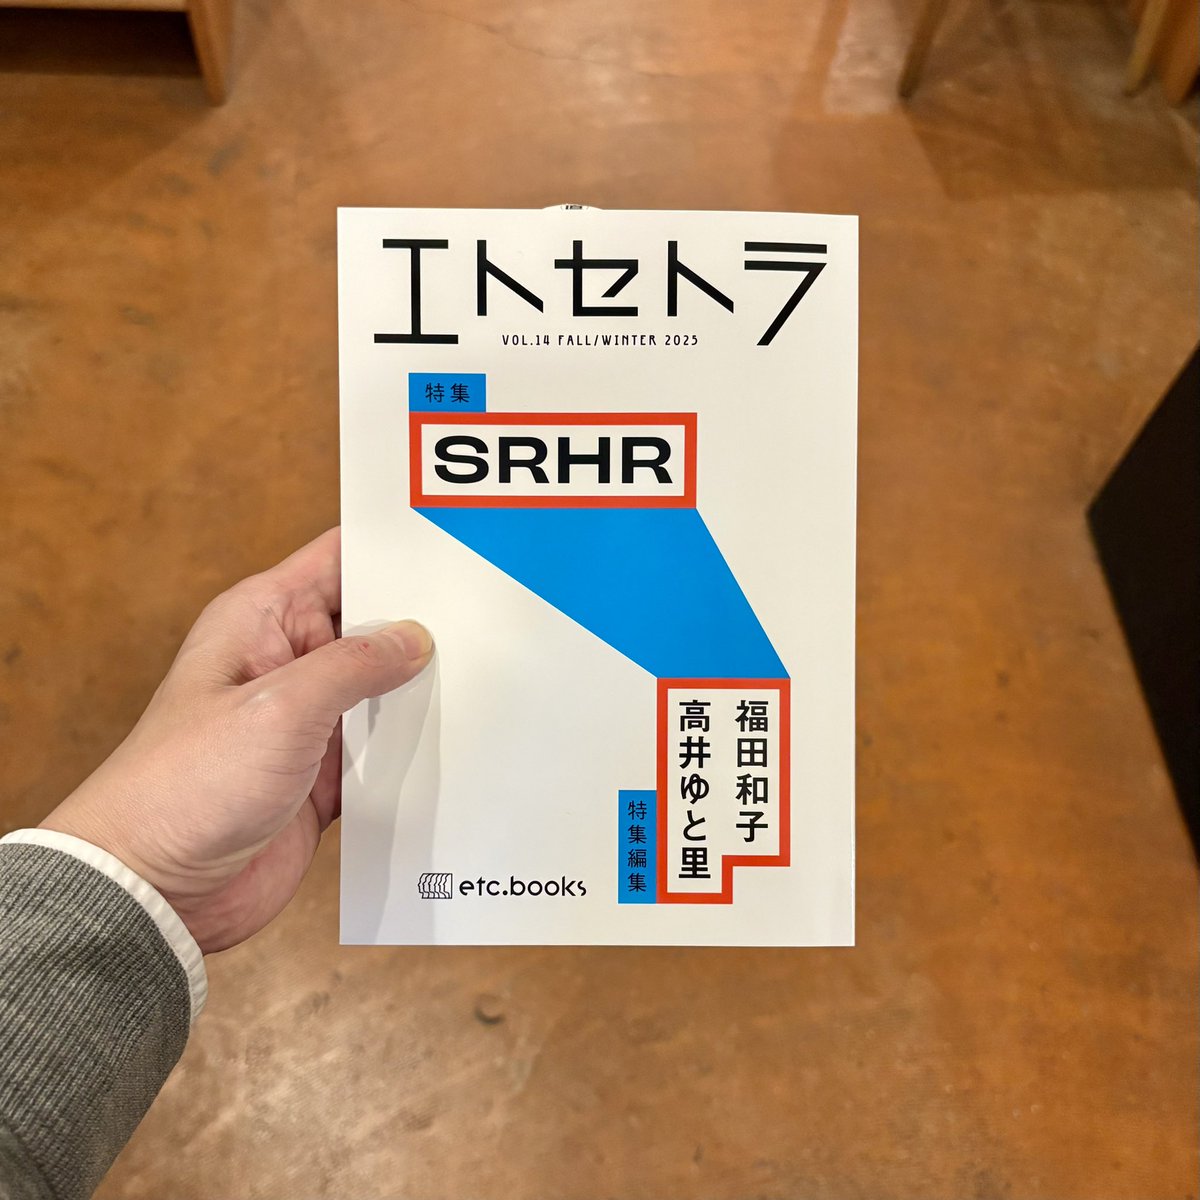 エトセトラ
VOL.14 FALL/WINTER 2025
特集
SRHR
福田和子
高井ゆと里
特集編集
etc.books